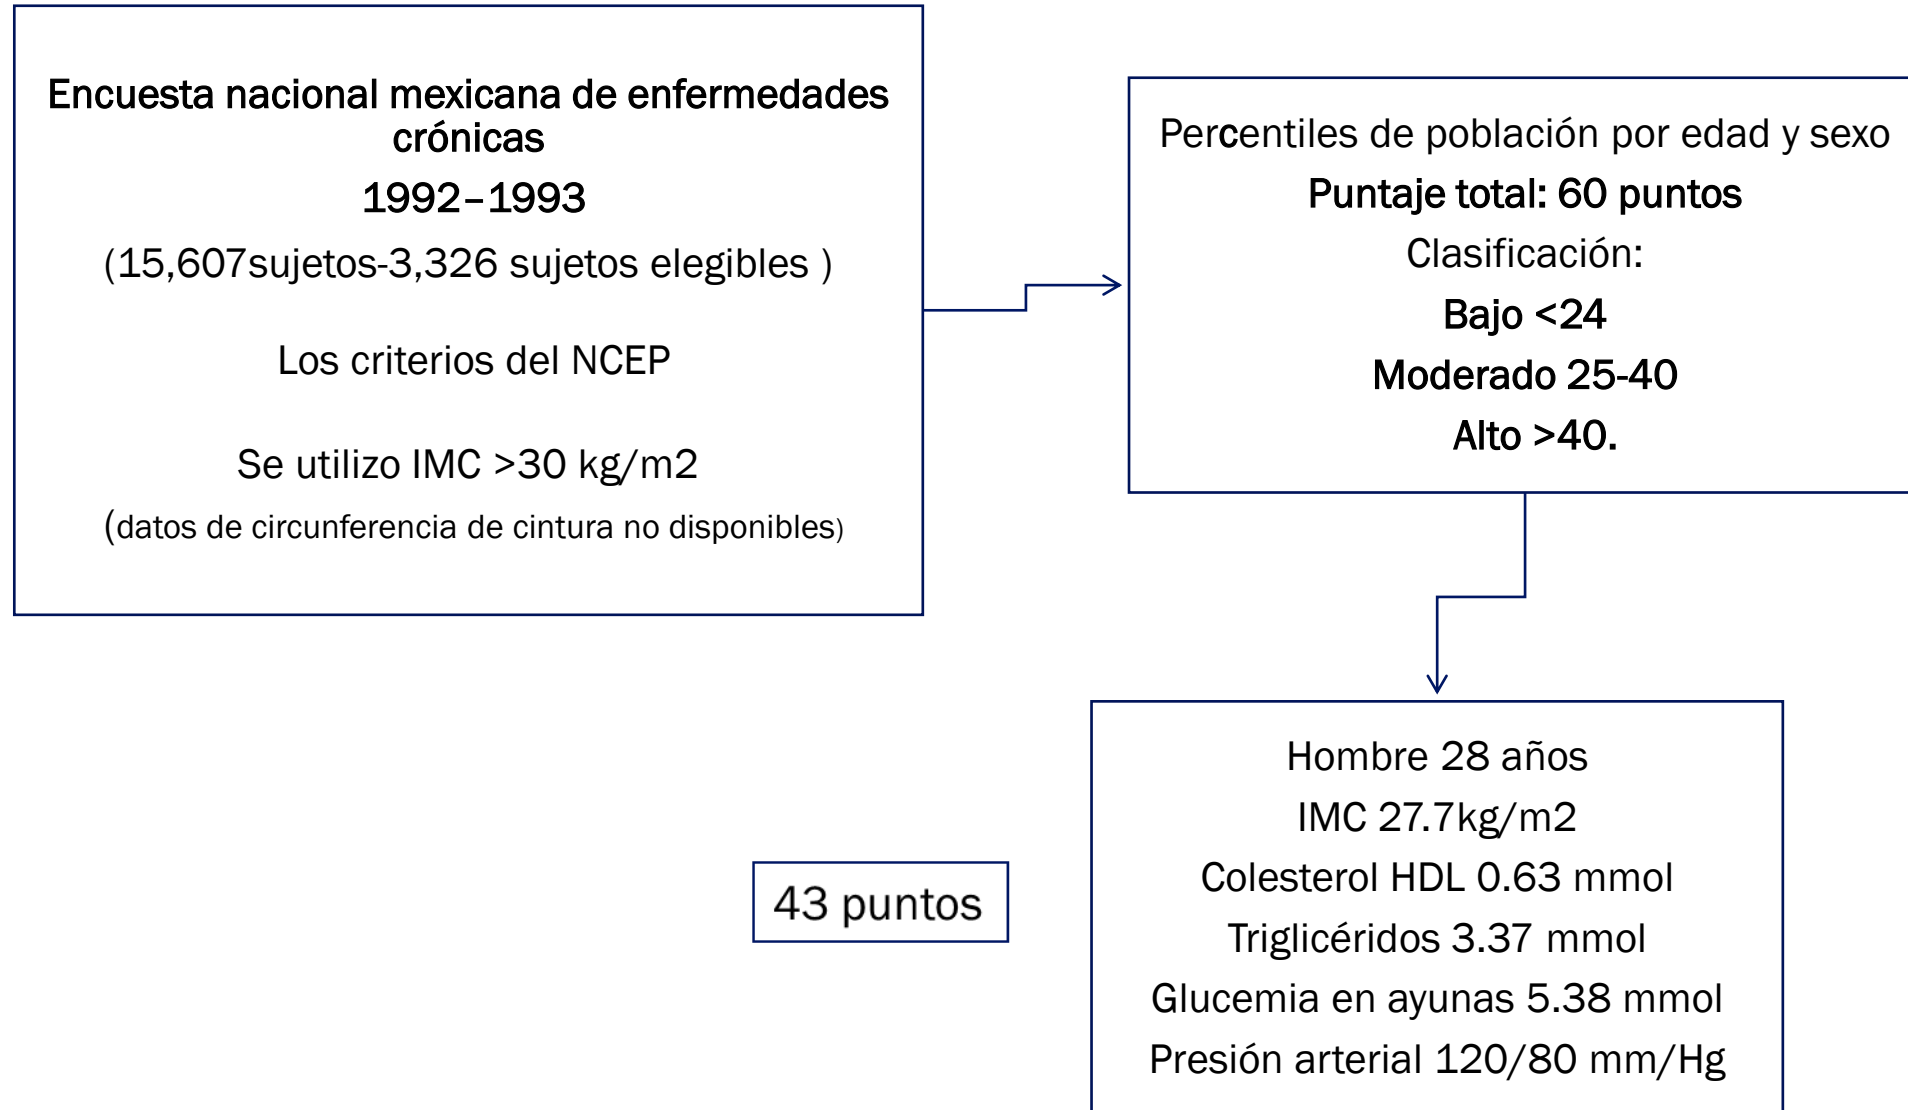 Encuesta nacional mexicana de enfermedades
crónicas
1992–1993
(15,607sujetos-3,326 sujetos elegibles )
Los criterios del NCEP
Se utilizo IMC >30 kg/m2
(datos de circunferencia de cintura no disponibles)
Percentiles de población por edad y sexo
Puntaje total: 60 puntos
Clasificación:
Bajo <24
Moderado 25-40
Alto >40.
43 puntos
Hombre 28 años
IMC 27.7kg/m2
Colesterol HDL 0.63 mmol
Triglicéridos 3.37 mmol
Glucemia en ayunas 5.38 mmol
Presión arterial 120/80 mm/Hg